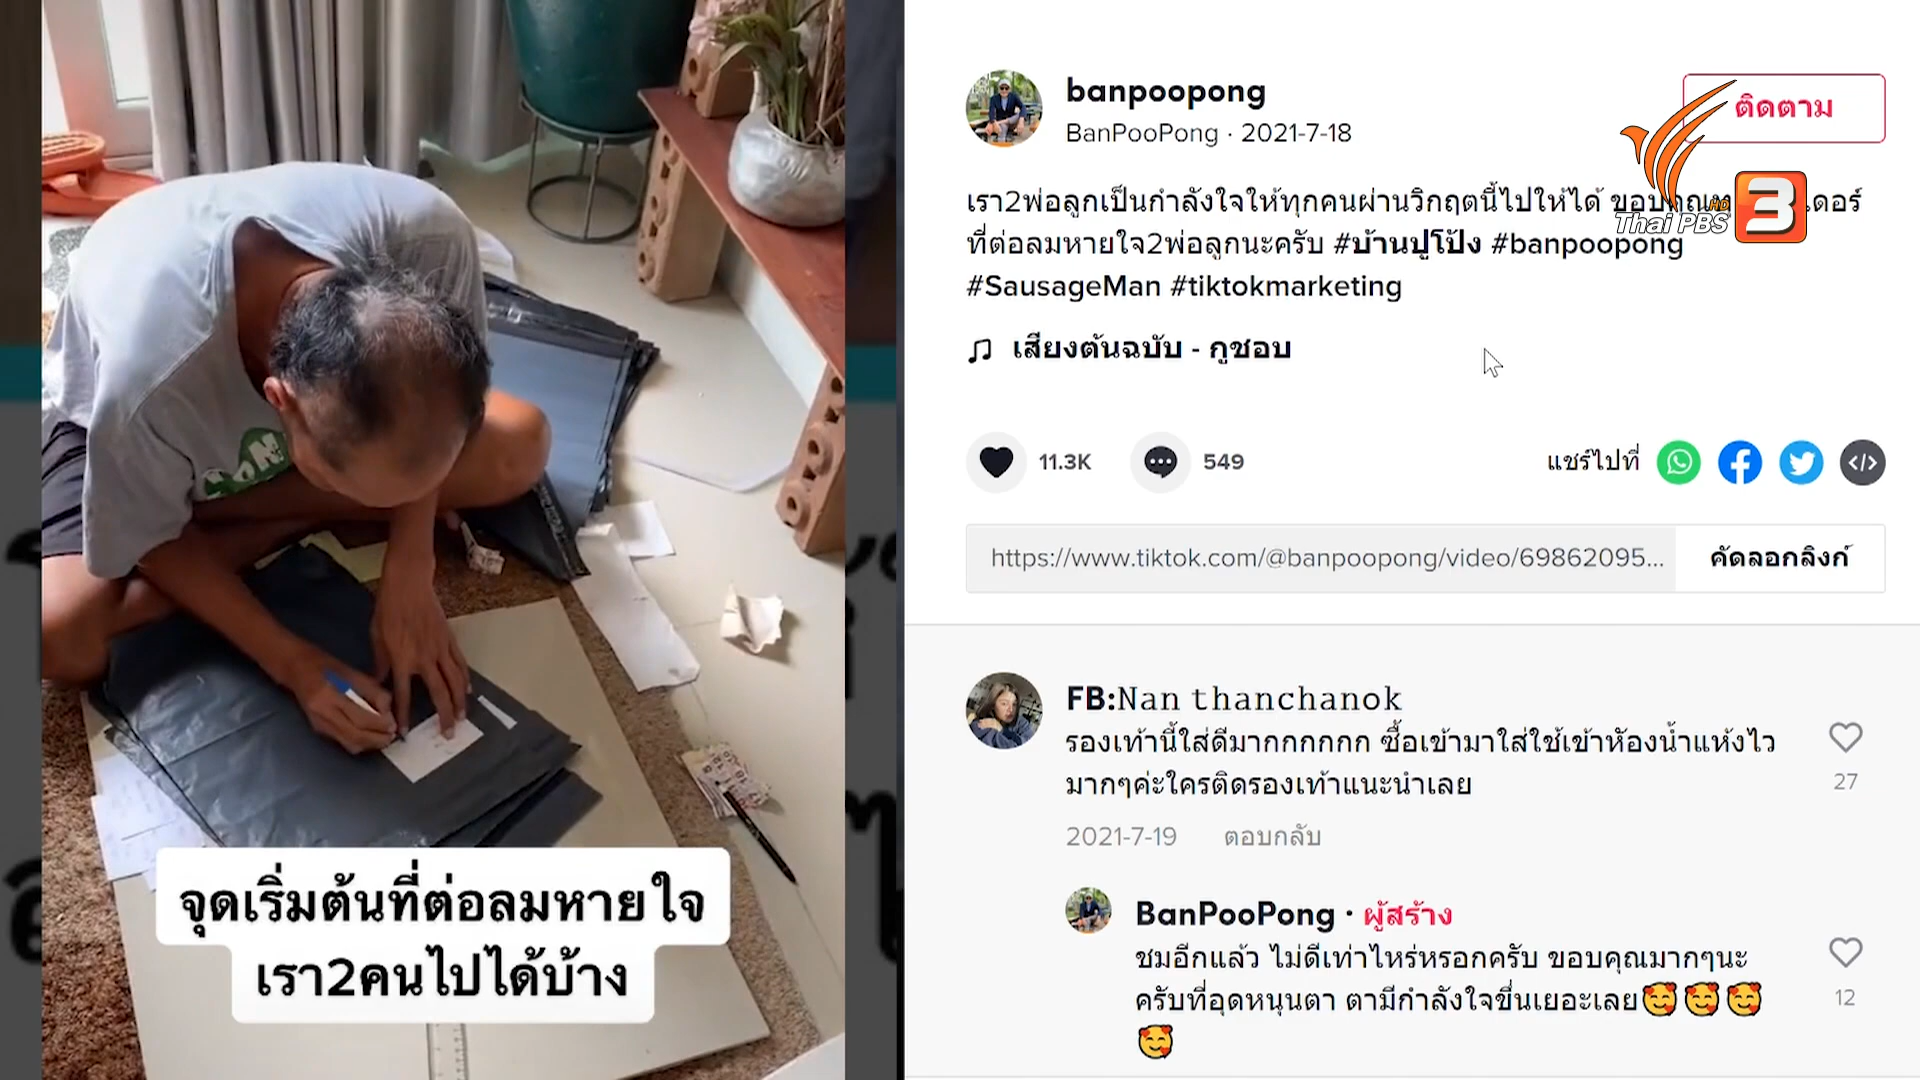 จุดเริ่มต้นที่ต่อลมหายใจ
เรา2คนไปได้บ้าง
banpoopong
BanPooPong · 2021-7-18
ติดตาม
Thai PBS HD 3
เรา2พ่อลูกเป็นกำลังใจให้ทุกคนผ่านวิกฤตนี้ไปให้ได้
ที่ต่อลมหายใจ2พ่อลูกนะครับ #บ้านปูโป้ง #banpoopong
#SausageMan #tiktokmarketing
เสียงต้นฉบับ - กูชอบ
11.3K 549 แชร์ไปที่
https://www.tiktok.com/@banpoopong/video/69862095... คัดลอกลิงก์
FB:Nan thanchanok
รองเท้านี้ใส่ดีมากกกกกก ซื้อเข้ามาใส่ใช้เข้าห้องน้ำแห้งไว
มากๆค่ะใครติดรองเท้าแนะนำเลย
27
2021-7-19 ตอบกลับ
BanPooPong · ผู้สร้าง
ชมอีกแล้ว ไม่ดีเท่าไหร่หรอกครับ ขอบคุณมากๆนะ
ครับที่อุดหนุนตา ตามีกำลังใจขื่นเยอะเลย🥰🥰🥰
🥰
12